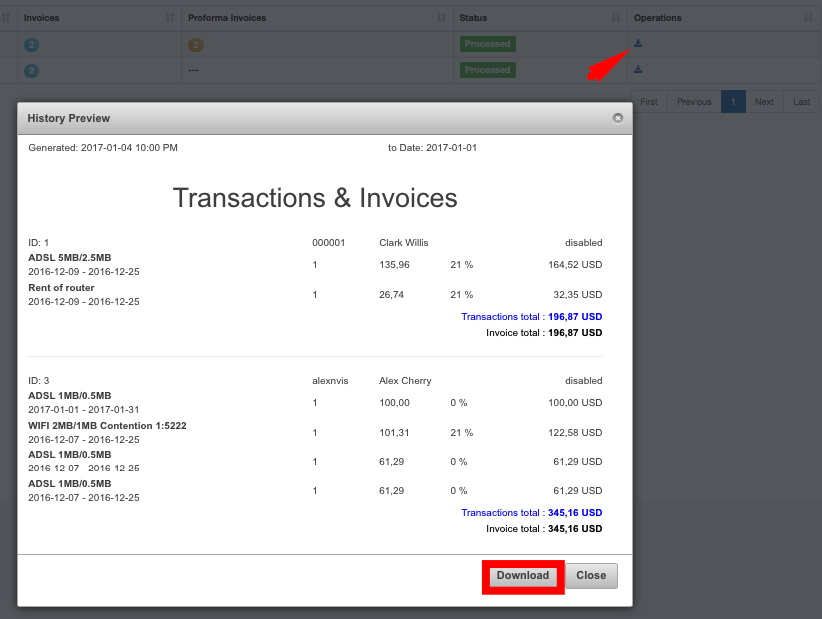 Invoices Proforma Invoices Status Operations
2 2 Processed
2 --- Processed
First Previous 1 Next Last
History Preview
Generated: 2017-01-04 10:00 PM to Date: 2017-01-01
Transactions & Invoices
ID: 1 000001 Clark Willis disabled
ADSL 5MB/2.5MB
2016-12-09 - 2016-12-25 1 135,96 21 % 164,52 USD
Rent of router
2016-12-09 - 2016-12-25 1 26,74 21 % 32,35 USD
Transactions total : 196,87 USD
Invoice total : 196,87 USD
ID: 3 alexnvis Alex Cherry disabled
ADSL 1MB/0.5MB
2017-01-01 - 2017-01-31 1 100,00 0 % 100,00 USD
WIFI 2MB/1MB Contention 1:5222
2016-12-07 - 2016-12-25 1 101,31 21 % 122,58 USD
ADSL 1MB/0.5MB
2016-12-07 - 2016-12-25 1 61,29 0 % 61,29 USD
ADSL 1MB/0.5MB
2016-12-07 - 2016-12-25 1 61,29 0 % 61,29 USD
Transactions total : 345,16 USD
Invoice total : 345,16 USD
Download Close